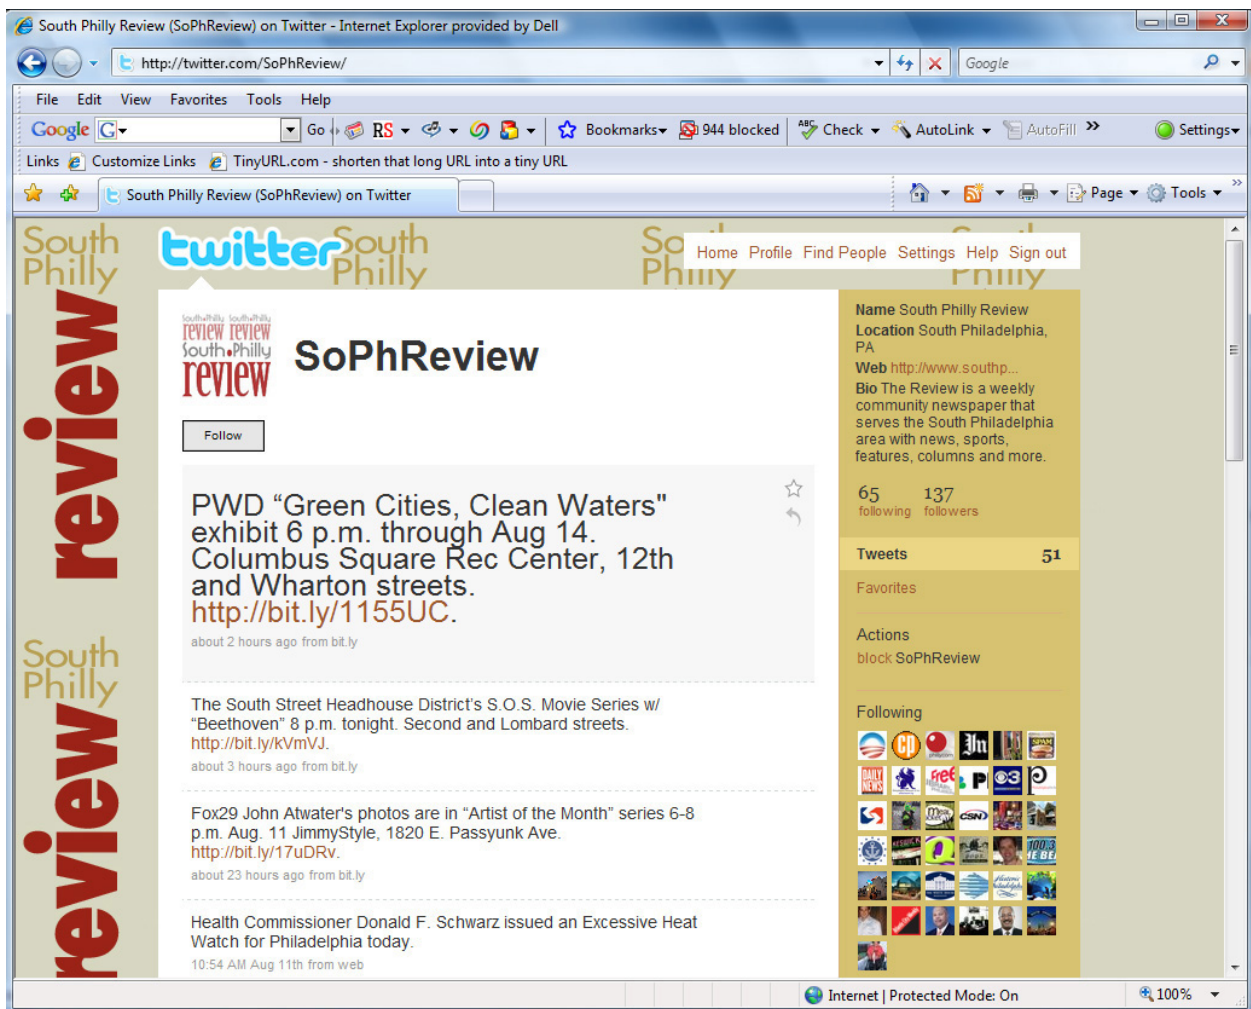 South Philly Review (SoPhReview) on Twitter - Internet Explorer provided by Dell
http://twitter.com/SoPhReview/
Google
File Edit View Favorites Tools Help
Google G Go RS Bookmarks 944 blocked Check AutoLink AutoFill » Settings
Links Customize Links TinyURL.com - shorten that long URL into a tiny URL
South Philly Review (SoPhReview) on Twitter
Page Tools »
South
Philly
review
twitter
South
Philly
Home Profile Find People Settings Help Sign out
South•Philly
review
SoPhReview
Follow
PWD “Green Cities, Clean Waters"
exhibit 6 p.m. through Aug 14.
Columbus Square Rec Center, 12th
and Wharton streets.
http://bit.ly/1155UC.
about 2 hours ago from bit.ly
The South Street Headhouse District's S.O.S. Movie Series w/
“Beethoven” 8 p.m. tonight. Second and Lombard streets.
http://bit.ly/kVmVJ.
about 3 hours ago from bit.ly
Fox29 John Atwater's photos are in “Artist of the Month” series 6-8
p.m. Aug. 11 JimmyStyle, 1820 E. Passyunk Ave.
http://bit.ly/17uDRv.
about 23 hours ago from bit.ly
Health Commissioner Donald F. Schwarz issued an Excessive Heat
Watch for Philadelphia today.
10:54 AM Aug 11th from web
Name South Philly Review
Location South Philadelphia,
PA
Web http://www.southp...
Bio The Review is a weekly
community newspaper that
serves the South Philadelphia
area with news, sports,
features, columns and more.
65 137
following followers
Tweets 51
Favorites
Actions
block SoPhReview
Following
South
Philly
review
Internet | Protected Mode: On
100%